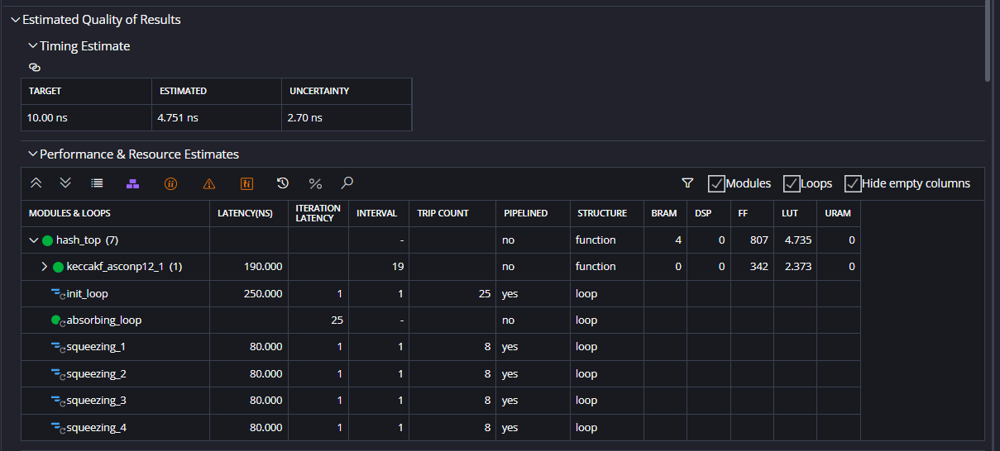 Estimated Quality of Results
Timing Estimate
TARGET ESTIMATED UNCERTAINTY
10.00 ns 4.751 ns 2.70 ns
Performance & Resource Estimates
Modules Loops Hide empty columns
MODULES & LOOPS LATENCY(NS) ITERATION LATENCY INTERVAL TRIP COUNT PIPELINED STRUCTURE BRAM DSP FF LUT URAM
hash_top (7) - no function 4 0 807 4.735 0
keccakf_asconp12_1 (1) 190.000 19 no function 0 0 342 2.373 0
init_loop 250.000 1 1 25 yes loop
absorbing_loop 25 - no loop
squeezing_1 80.000 1 1 8 yes loop
squeezing_2 80.000 1 1 8 yes loop
squeezing_3 80.000 1 1 8 yes loop
squeezing_4 80.000 1 1 8 yes loop